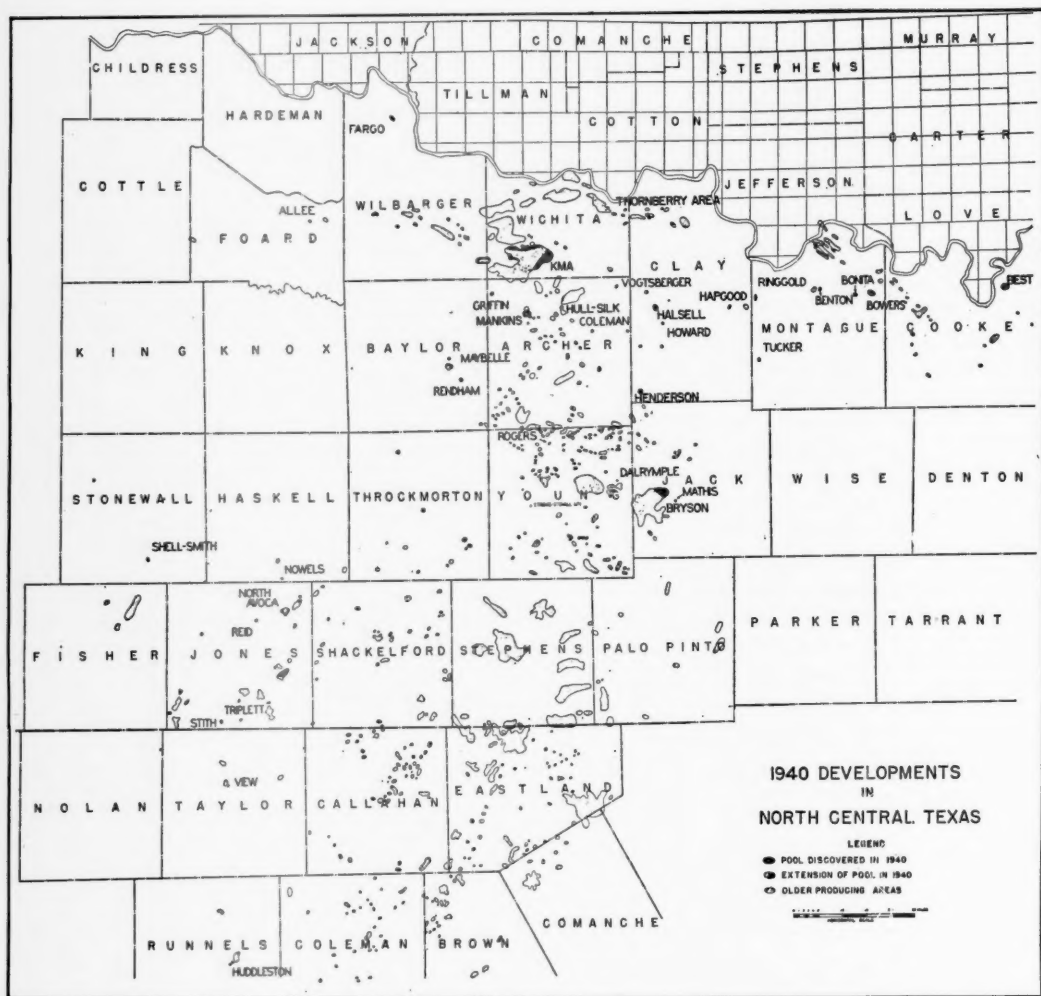 JACKSON
COMANCHE
MURRAY
CHILDRESS
STEPHENS
TILLMAN
HARDEMAN
COTTON
FARGO
CARTER
COTTLE
JEFFERSON
WILBARGER
THORNBERRY AREA
ALLEE
WICHITA
LOVE
FOARD
KMA
CLAY
VOGTSBERGER
HAPGOOD
RINGGOLD
BONITA
BEST
GRIFFIN
HULL-SILK
BENTON
BOWERS
MANKINS
COLEMAN
HALSELL
HOWARD
MONTAGUE
COOKE
KING
KNOX
BAYLOR
ARCHER
TUCKER
MAYBELLE
RENDHAM
HENDERSON
ROGERS
DALRYMPLE
JACK
WISE
DENTON
STONEWALL
HASKELL
THROCKMORTON
YOUN
MATHIS
BRYSON
SHELL-SMITH
NOWELS
NORTH
AVOCA
REID
PARKER
TARRANT
FISHER
JONES
SHACKELFORD
STEPHENS
PALO PINTO
TRIPLETT
STITH
VIEW
NOLAN
TAYLOR
CALLAHAN
EASTLAND
1940 DEVELOPMENTS
IN
NORTH CENTRAL TEXAS
LEGEND
POOL DISCOVERED IN 1940
EXTENSION OF POOL IN 1940
OLDER PRODUCING AREAS
HORIZONTAL SCALE
COMANCHE
RUNNELS
COLEMAN
BROWN
HUDDLESTON